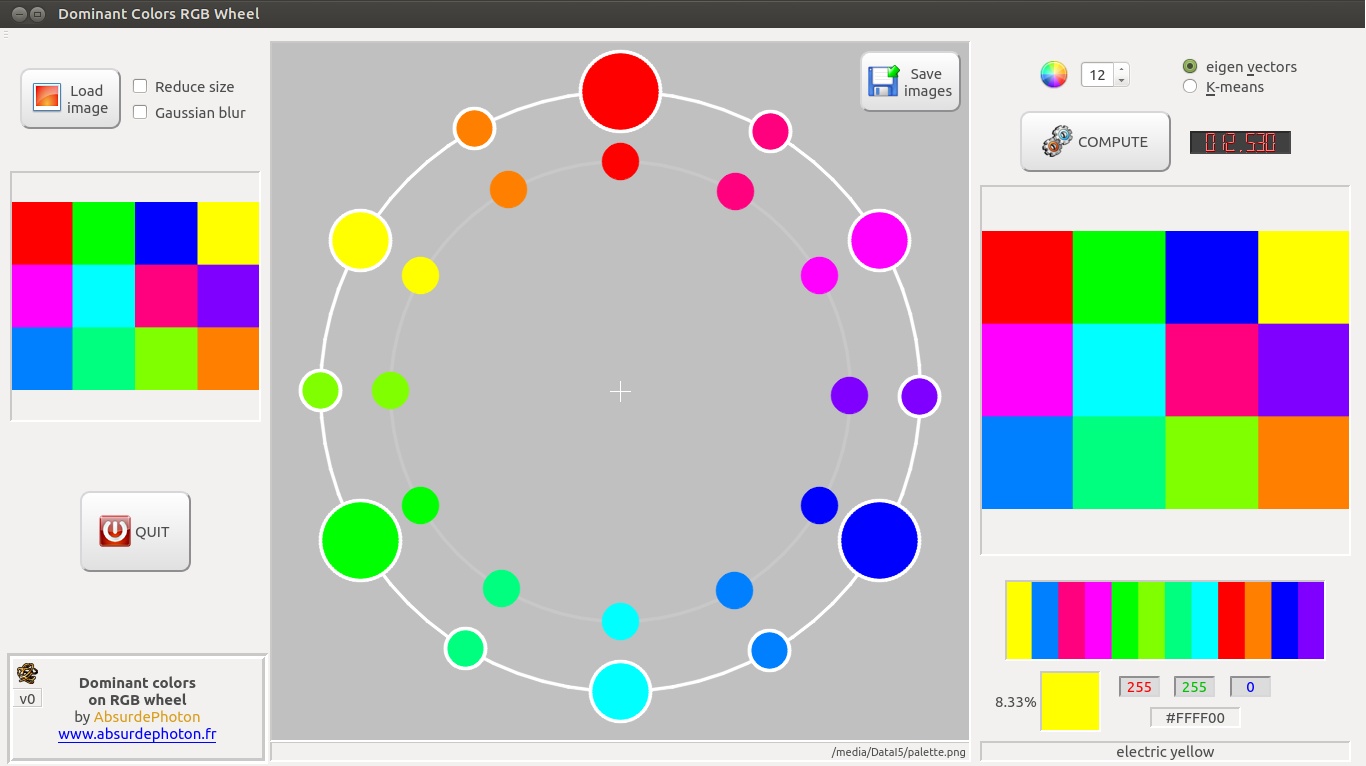 Dominant Colors RGB Wheel
Load
image
Reduce size
Gaussian blur
QUIT
v0
Dominant colors
on RGB wheel
by AbsurdePhoton
www.absurdephoton.fr
Save
images
/media/DataI5/palette.png
12
eigen vectors
K-means
COMPUTE
012.530
8.33%
255
255
0
#FFFF00
electric yellow